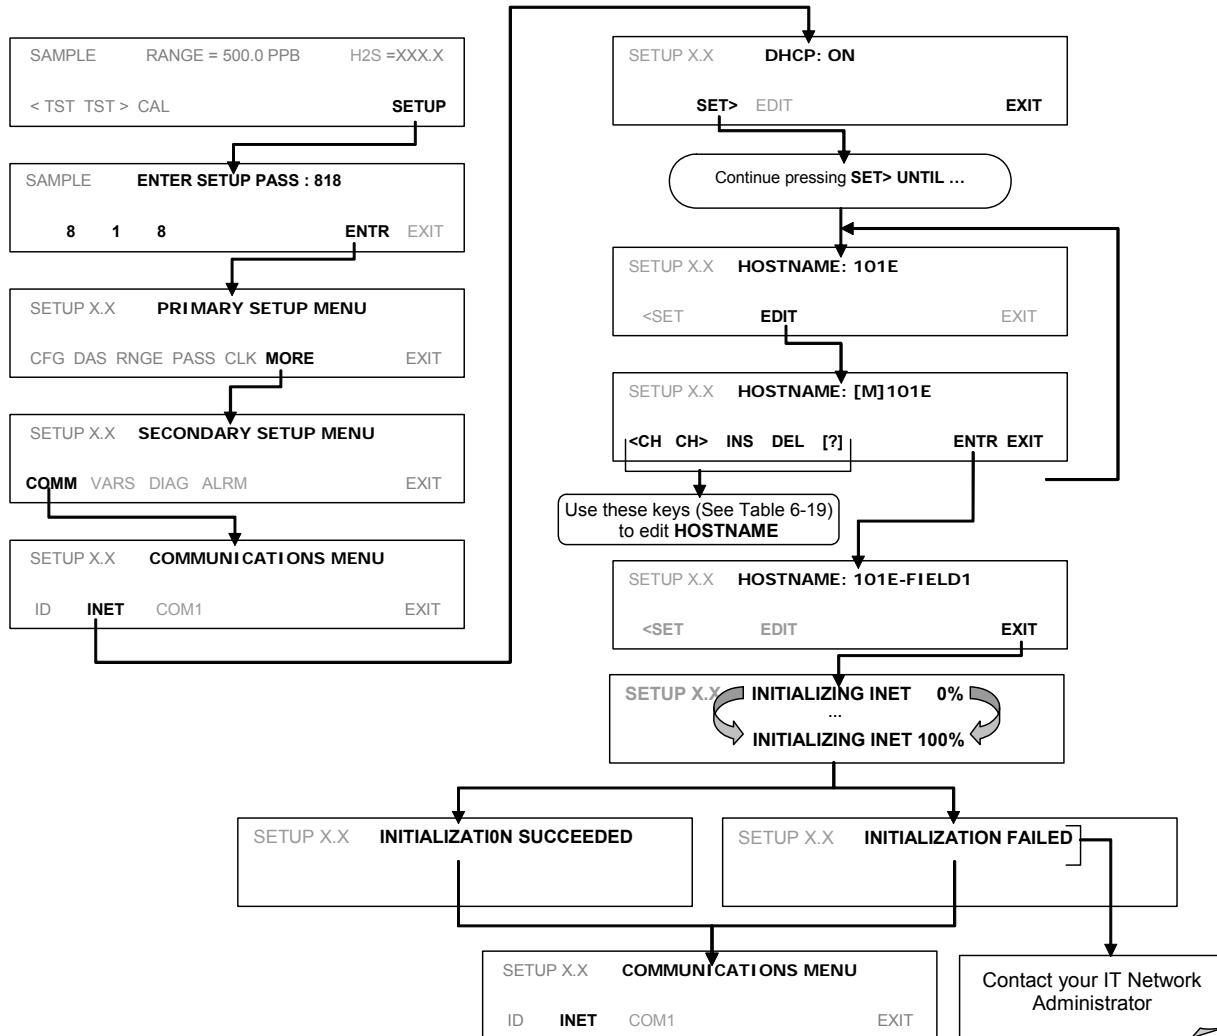 SAMPLE RANGE = 500.0 PPB H2S =XXX.X
< TST TST > CAL SETUP
SAMPLE ENTER SETUP PASS : 818
8 1 8 ENTR EXIT
SETUP X.X PRIMARY SETUP MENU
CFG DAS RNGE PASS CLK MORE EXIT
SETUP X.X SECONDARY SETUP MENU
COMM VARS DIAG ALRM EXIT
SETUP X.X COMMUNICATIONS MENU
ID INET COM1 EXIT
SETUP X.X DHCP: ON
SET> EDIT EXIT
Continue pressing SET> UNTIL ...
SETUP X.X HOSTNAME: 101E
<SET EDIT EXIT
SETUP X.X HOSTNAME: [M]101E
<CH CH> INS DEL [?] ENTR EXIT
Use these keys (See Table 6-19)
to edit HOSTNAME
SETUP X.X HOSTNAME: 101E-FIELD1
<SET EDIT EXIT
SETUP X.X INITIALIZING INET 0%
...
INITIALIZING INET 100%
SETUP X.X INITIALIZATI0N SUCCEEDED
SETUP X.X INITIALIZATION FAILED
SETUP X.X COMMUNICATIONS MENU
ID INET COM1 EXIT
Contact your IT Network
Administrator